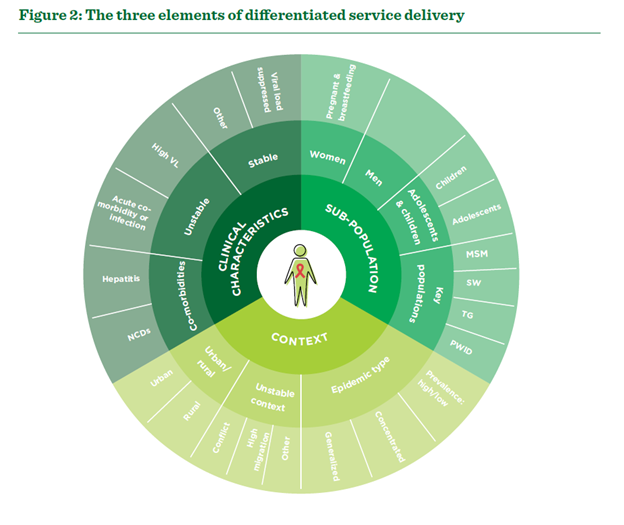 Figure 2: The three elements of differentiated service delivery
CLINICAL
CHARACTERISTICS
Stable
Viral load
suppressed
Other
Unstable
High VL
Acute co-
morbidity or
infection
Co-morbidities
Hepatitis
NCDs
SUB-POPULATION
Women
Pregnant &
breastfeeding
Men
Adolescents
& children
Children
Adolescents
Key
populations
MSM
SW
TG
PWID
CONTEXT
Epidemic type
Prevalence:
high/low
Concentrated
Generalized
Unstable
context
Other
High
migration
Conflict
Urban/
rural
Rural
Urban